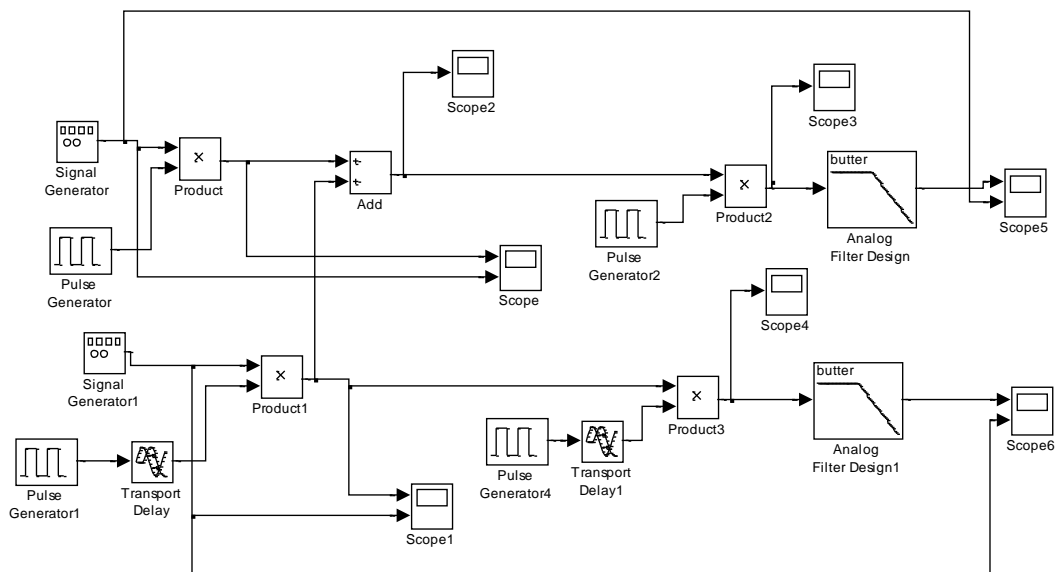 Scope2
Scope3
Signal
Generator
x
Product
+
+
Add
x
Product2
butter
Analog
Filter Design
Scope5
Pulse
Generator
Pulse
Generator2
Scope
Scope4
Signal
Generator1
x
Product1
x
Product3
butter
Analog
Filter Design1
Scope6
Pulse
Generator1
Transport
Delay
Pulse
Generator4
Transport
Delay1
Scope1